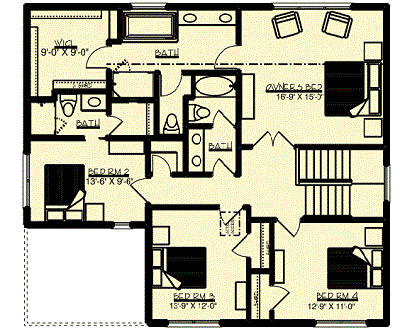 W.I.C.
9'-0" X 9'-0"
BATH
OWNER'S BED
16'-9" X 15'-0"
BATH
BATH
BED RM 2
13'-6" X 9'-6"
BED RM 3
13'-9" X 12'-0"
BED RM 4
12'-9" X 11'-0"